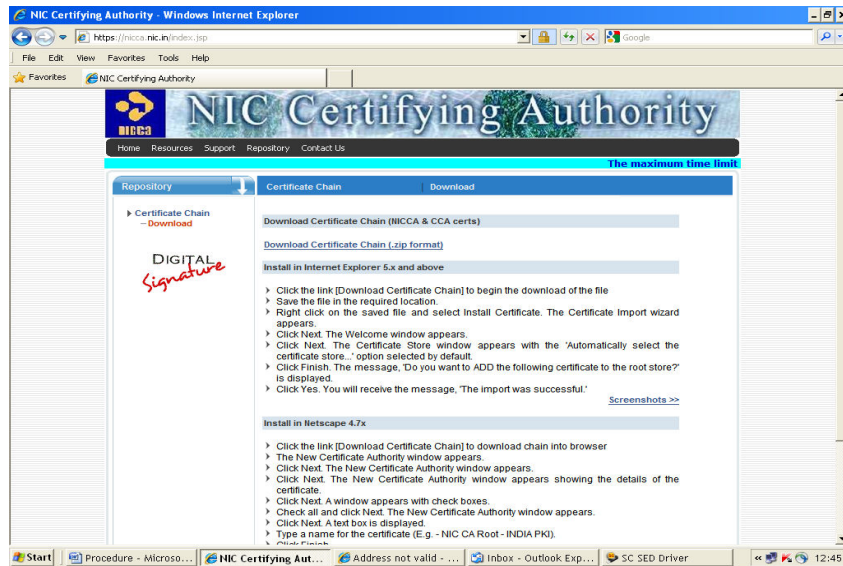 NIC Certifying Authority - Windows Internet Explorer
https://nicca.nic.in/index.jsp
Google
File Edit View Favorites Tools Help
Favorites
NIC Certifying Authority
nicca
NIC Certifying Authority
Home Resources Support Repository Contact Us
The maximum time limit
Repository
Certificate Chain
Download
Certificate Chain
– Download
DIGITAL
Signature
Download Certificate Chain (NICCA & CCA certs)
Download Certificate Chain (.zip format)
Install in Internet Explorer 5.x and above
Click the link [Download Certificate Chain] to begin the download of the file
Save the file in the required location.
Right click on the saved file and select Install Certificate. The Certificate Import wizard
appears.
Click Next. The Welcome window appears.
Click Next. The Certificate Store window appears with the 'Automatically select the
certificate store...' option selected by default.
Click Finish. The message, 'Do you want to ADD the following certificate to the root store?'
is displayed.
Click Yes. You will receive the message, 'The import was successful.'
Screenshots >>
Install in Netscape 4.7x
Click the link [Download Certificate Chain] to download chain into browser
The New Certificate Authority window appears.
Click Next. The New Certificate Authority window appears.
Click Next. The New Certificate Authority window appears showing the details of the
certificate.
Click Next. A window with check boxes.
Check all and click Next. The New Certificate Authority window appears.
Click Next. A text box is displayed.
Type a name for the certificate (E.g. - NIC CA Root - INDIA PKI).
Click Finish
Start
Procedure - Microso...
NIC Certifying Aut...
Address not valid - ...
Inbox - Outlook Exp...
SC SED Driver
12:45